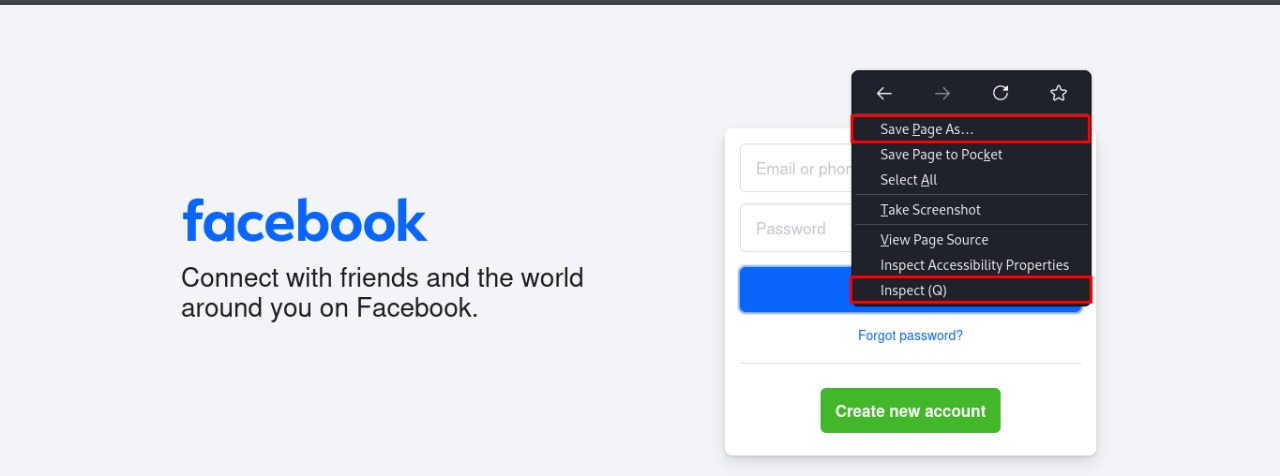 facebook
Connect with friends and the world
around you on Facebook.
Email or phon
Password
Save Page As...
Save Page to Pocket
Select All
Take Screenshot
View Page Source
Inspect Accessibility Properties
Inspect (Q)
Forgot password?
Create new account